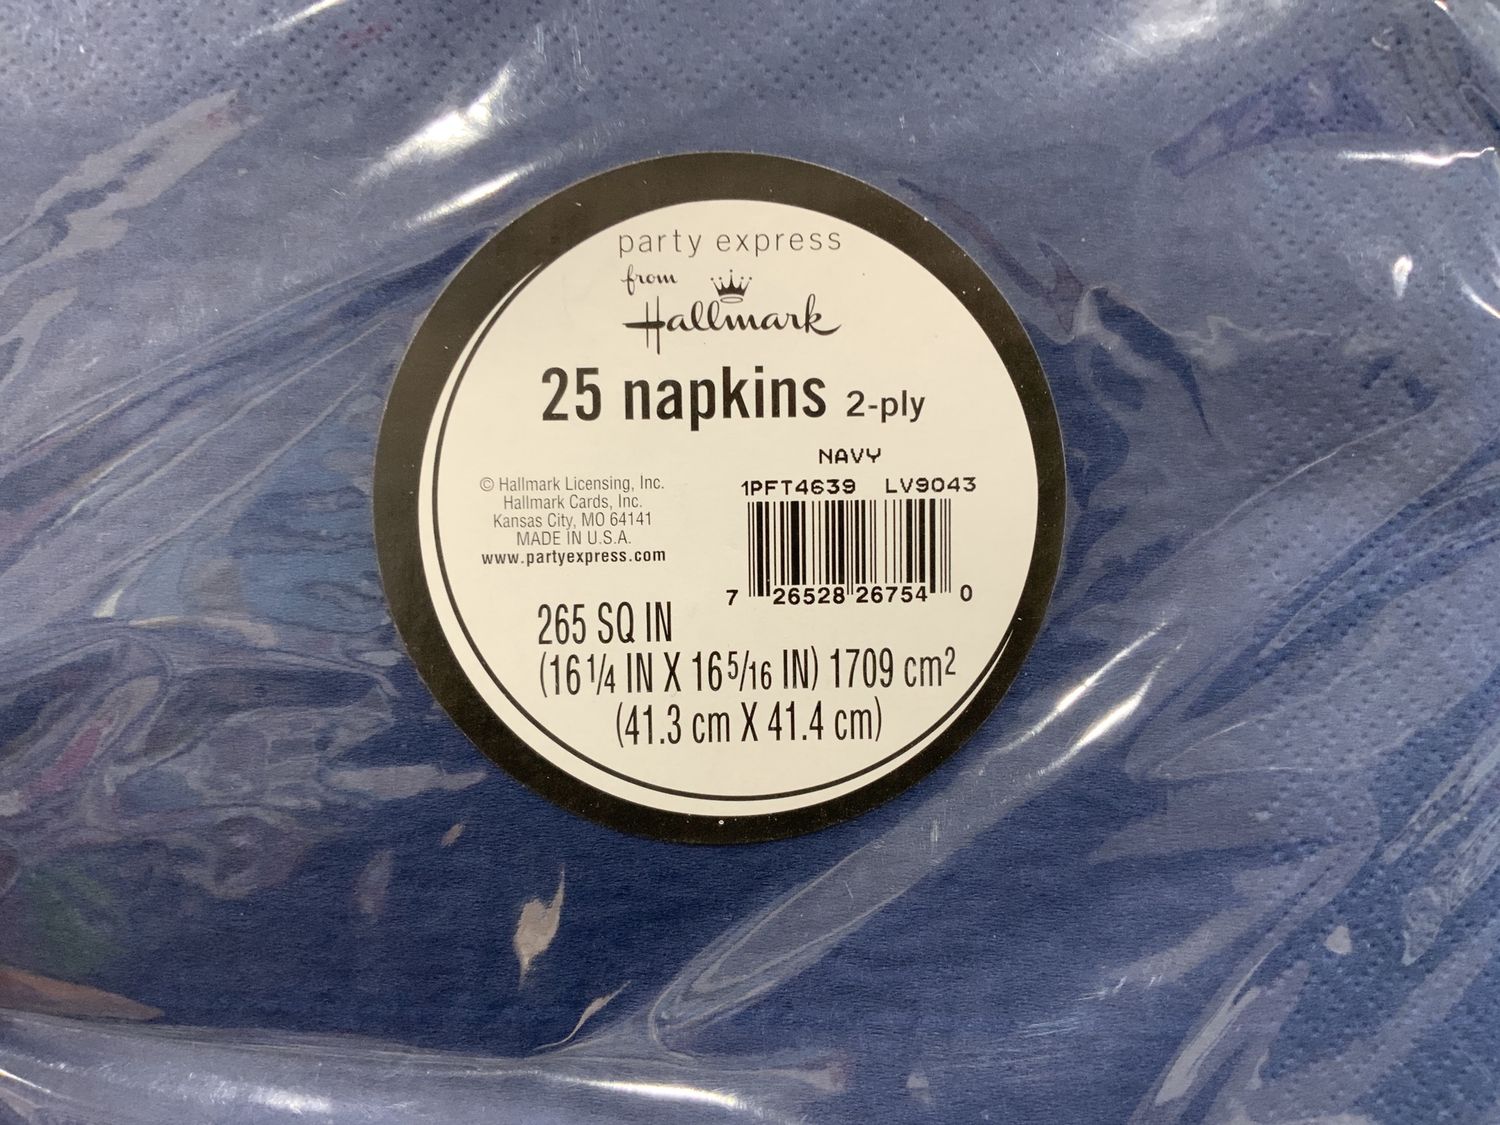 party express
from
Hallmark
25 napkins 2-ply
NAVY
1PFT4639 LV9043
© Hallmark Licensing, Inc.
Hallmark Cards, Inc.
Kansas City, MO 64141
MADE IN U.S.A.
www.partyexpress.com
7 26528 26754 0
265 SQ IN
(16 1/4 IN X 16 5/16 IN) 1709 cm²
(41.3 cm X 41.4 cm)